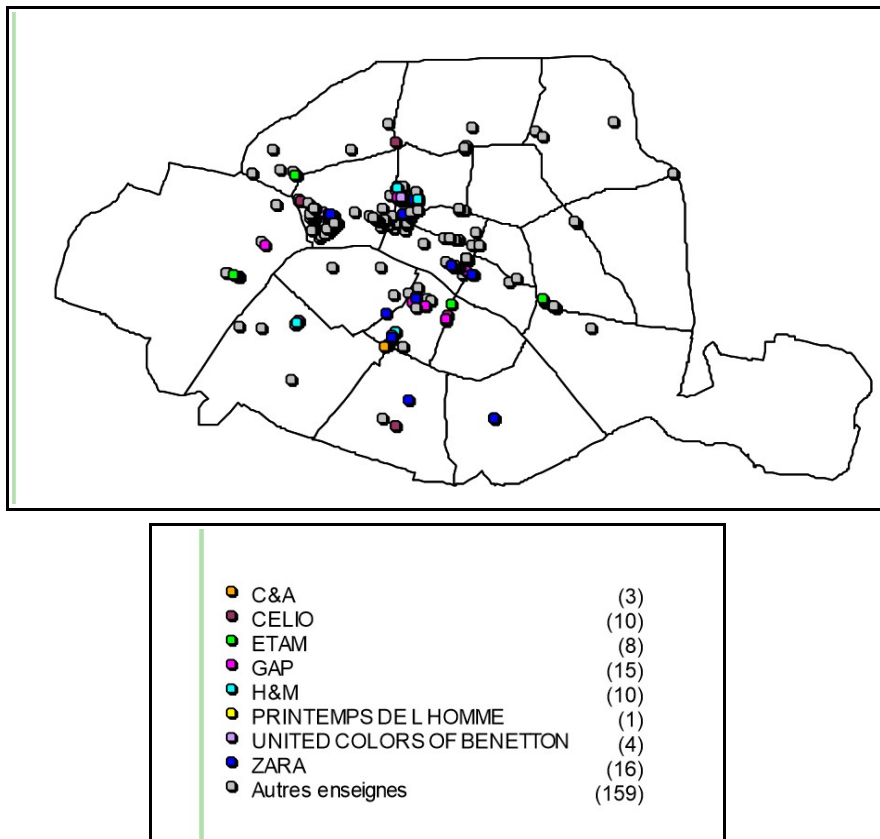 C&A (3)
CELIO (10)
ETAM (8)
GAP (15)
H&M (10)
PRINTEMPS DE L HOMME (1)
UNITED COLORS OF BENETTON (4)
ZARA (16)
Autres enseignes (159)